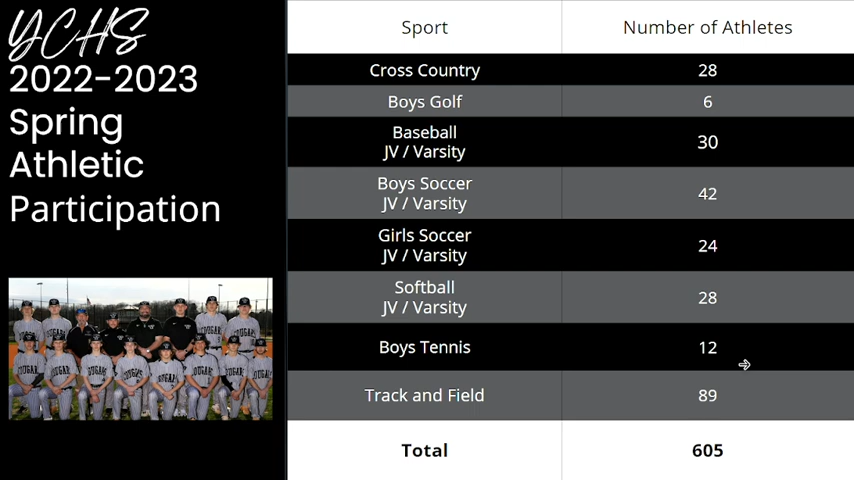 YCHS
2022-2023
Spring
Athletic
Participation
Sport Number of Athletes
Cross Country 28
Boys Golf 6
Baseball
JV / Varsity 30
Boys Soccer
JV / Varsity 42
Girls Soccer
JV / Varsity 24
Softball
JV / Varsity 28
Boys Tennis 12
Track and Field 89
Total 605